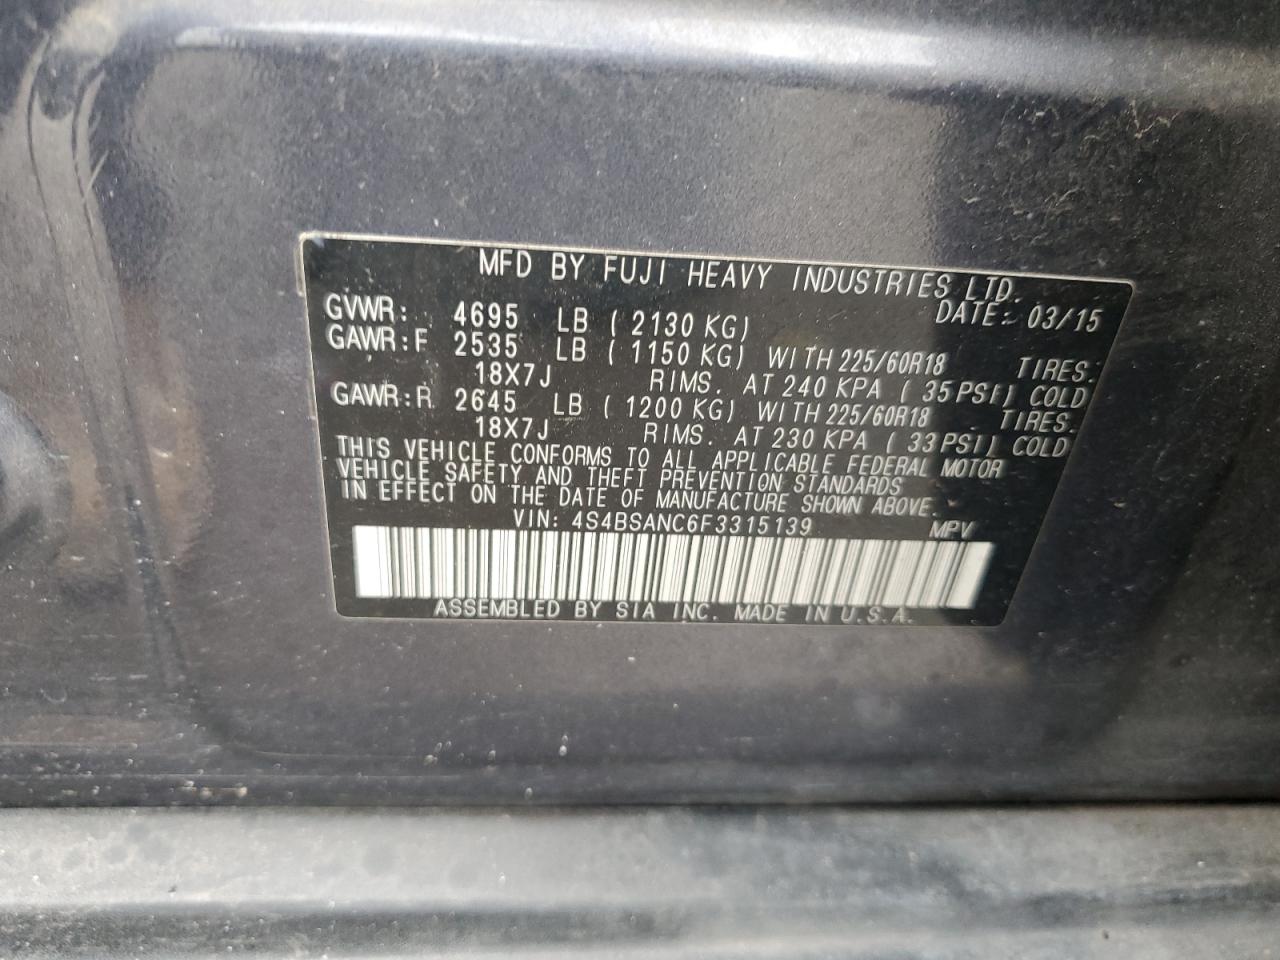 MFD BY FUJI HEAVY INDUSTRIES LTD.
DATE: 03/15
GVWR: 4695 LB ( 2130 KG)
GAWR:F 2535 LB ( 1150 KG) WITH 225/60R18 TIRES.
18X7J RIMS. AT 240 KPA ( 35 PSI) COLD
GAWR:R 2645 LB ( 1200 KG) WITH 225/60R18 TIRES.
18X7J RIMS. AT 230 KPA ( 33 PSI) COLD
THIS VEHICLE CONFORMS TO ALL APPLICABLE FEDERAL MOTOR
VEHICLE SAFETY AND THEFT PREVENTION STANDARDS
IN EFFECT ON THE DATE OF MANUFACTURE SHOWN ABOVE.
VIN: 4S4BSANC6F3315139 MPV
ASSEMBLED BY SIA INC. MADE IN U.S.A.